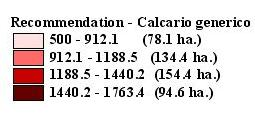 Recommendation - Calcario generico
500 - 912.1 (78.1 ha.)
912.1 - 1188.5 (134.4 ha.)
1188.5 - 1440.2 (154.4 ha.)
1440.2 - 1763.4 (94.6 ha.)